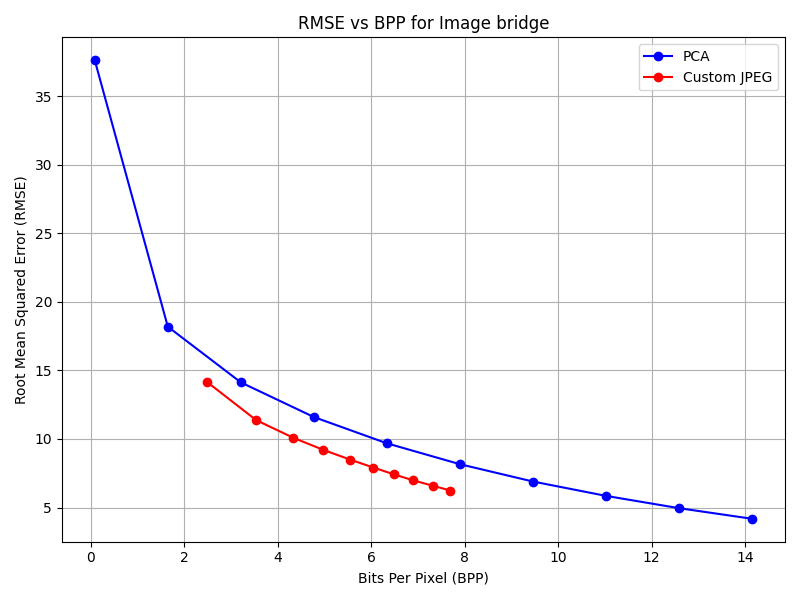 RMSE vs BPP for Image bridge
PCA
Custom JPEG
Root Mean Squared Error (RMSE)
35
30
25
20
15
10
5
0 2 4 6 8 10 12 14
Bits Per Pixel (BPP)